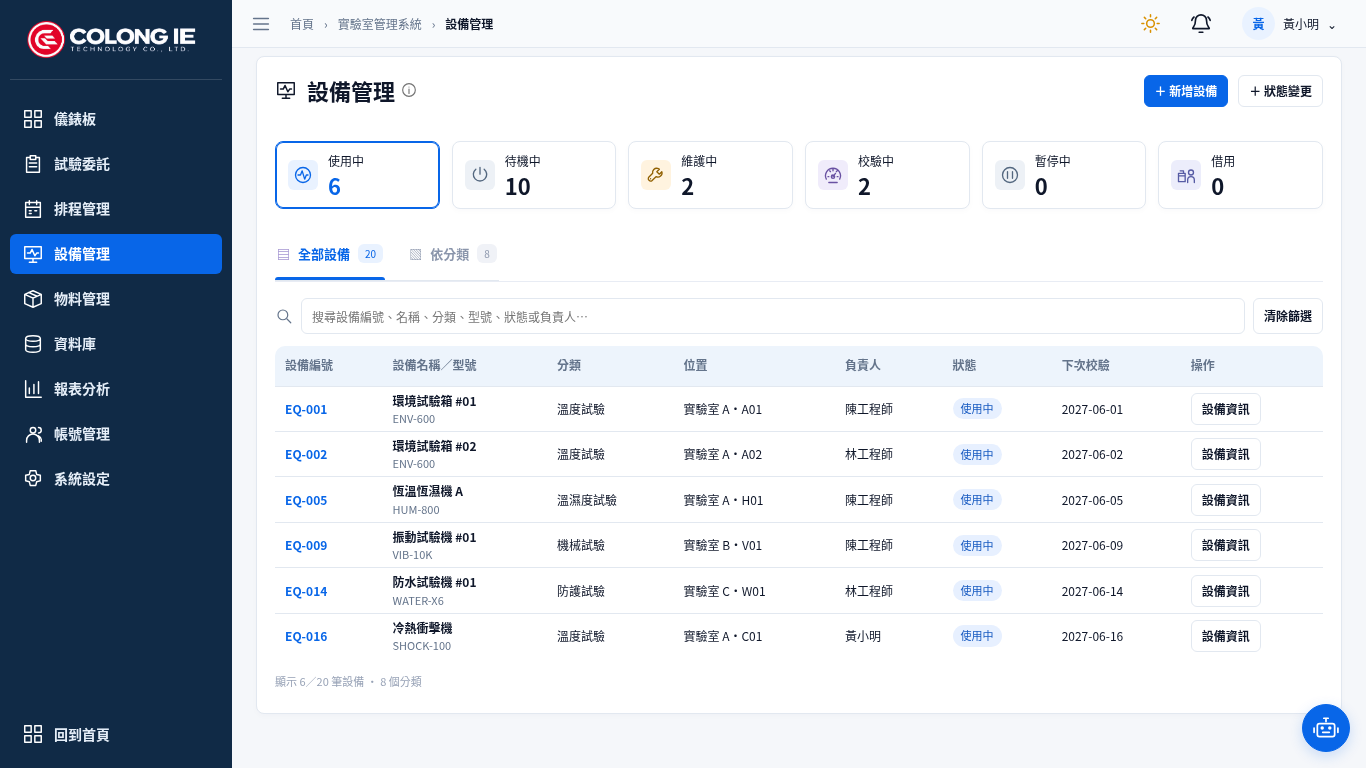 COLONG IE
TECHNOLOGY CO., LTD.
首頁 › 實驗室管理系統 › 設備管理
黃 黃小明
儀錶板
試驗委託
排程管理
設備管理
物料管理
資料庫
報表分析
帳號管理
系統設定
回到首頁
設備管理
+ 新增設備
+ 狀態變更
使用中
6
待機中
10
維護中
2
校驗中
2
暫停中
0
借用
0
全部設備 20
依分類 8
搜尋設備編號、名稱、分類、型號、狀態或負責人…
清除篩選
設備編號 設備名稱／型號 分類 位置 負責人 狀態 下次校驗 操作
EQ-001 環境試驗箱 #01 溫度試驗 實驗室 A・A01 陳工程師 使用中 2027-06-01 設備資訊
ENV-600
EQ-002 環境試驗箱 #02 溫度試驗 實驗室 A・A02 林工程師 使用中 2027-06-02 設備資訊
ENV-600
EQ-005 恆溫恆濕機 A 溫濕度試驗 實驗室 A・H01 陳工程師 使用中 2027-06-05 設備資訊
HUM-800
EQ-009 振動試驗機 #01 機械試驗 實驗室 B・V01 陳工程師 使用中 2027-06-09 設備資訊
VIB-10K
EQ-014 防水試驗機 #01 防護試驗 實驗室 C・W01 林工程師 使用中 2027-06-14 設備資訊
WATER-X6
EQ-016 冷熱衝擊機 溫度試驗 實驗室 A・C01 黃小明 使用中 2027-06-16 設備資訊
SHOCK-100
顯示 6／20 筆設備 ・ 8 個分類